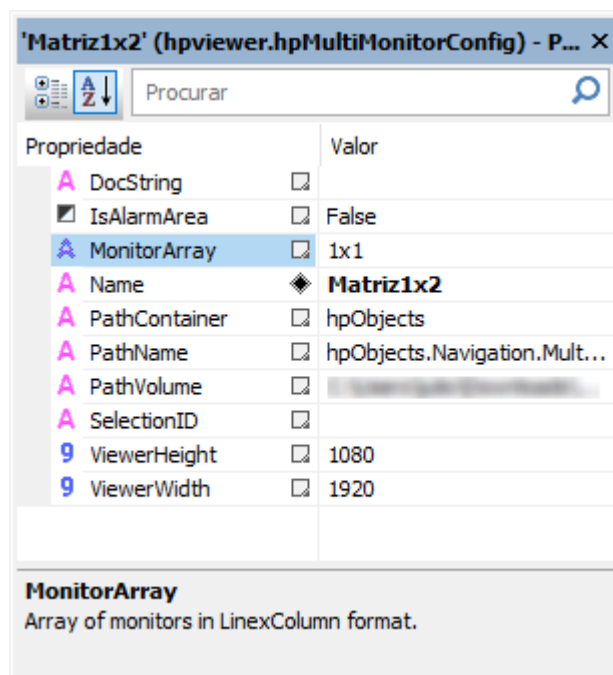 'Matriz1x2' (hpviewer.hpMultiMonitorConfig) - P...
Procurar
Propriedade Valor
DocString
IsAlarmArea False
MonitorArray 1x1
Name Matriz1x2
PathContainer hpObjects
PathName hpObjects.Navigation.Mult...
PathVolume
SelectionID
ViewerHeight 1080
ViewerWidth 1920
MonitorArray
Array of monitors in LinexColumn format.